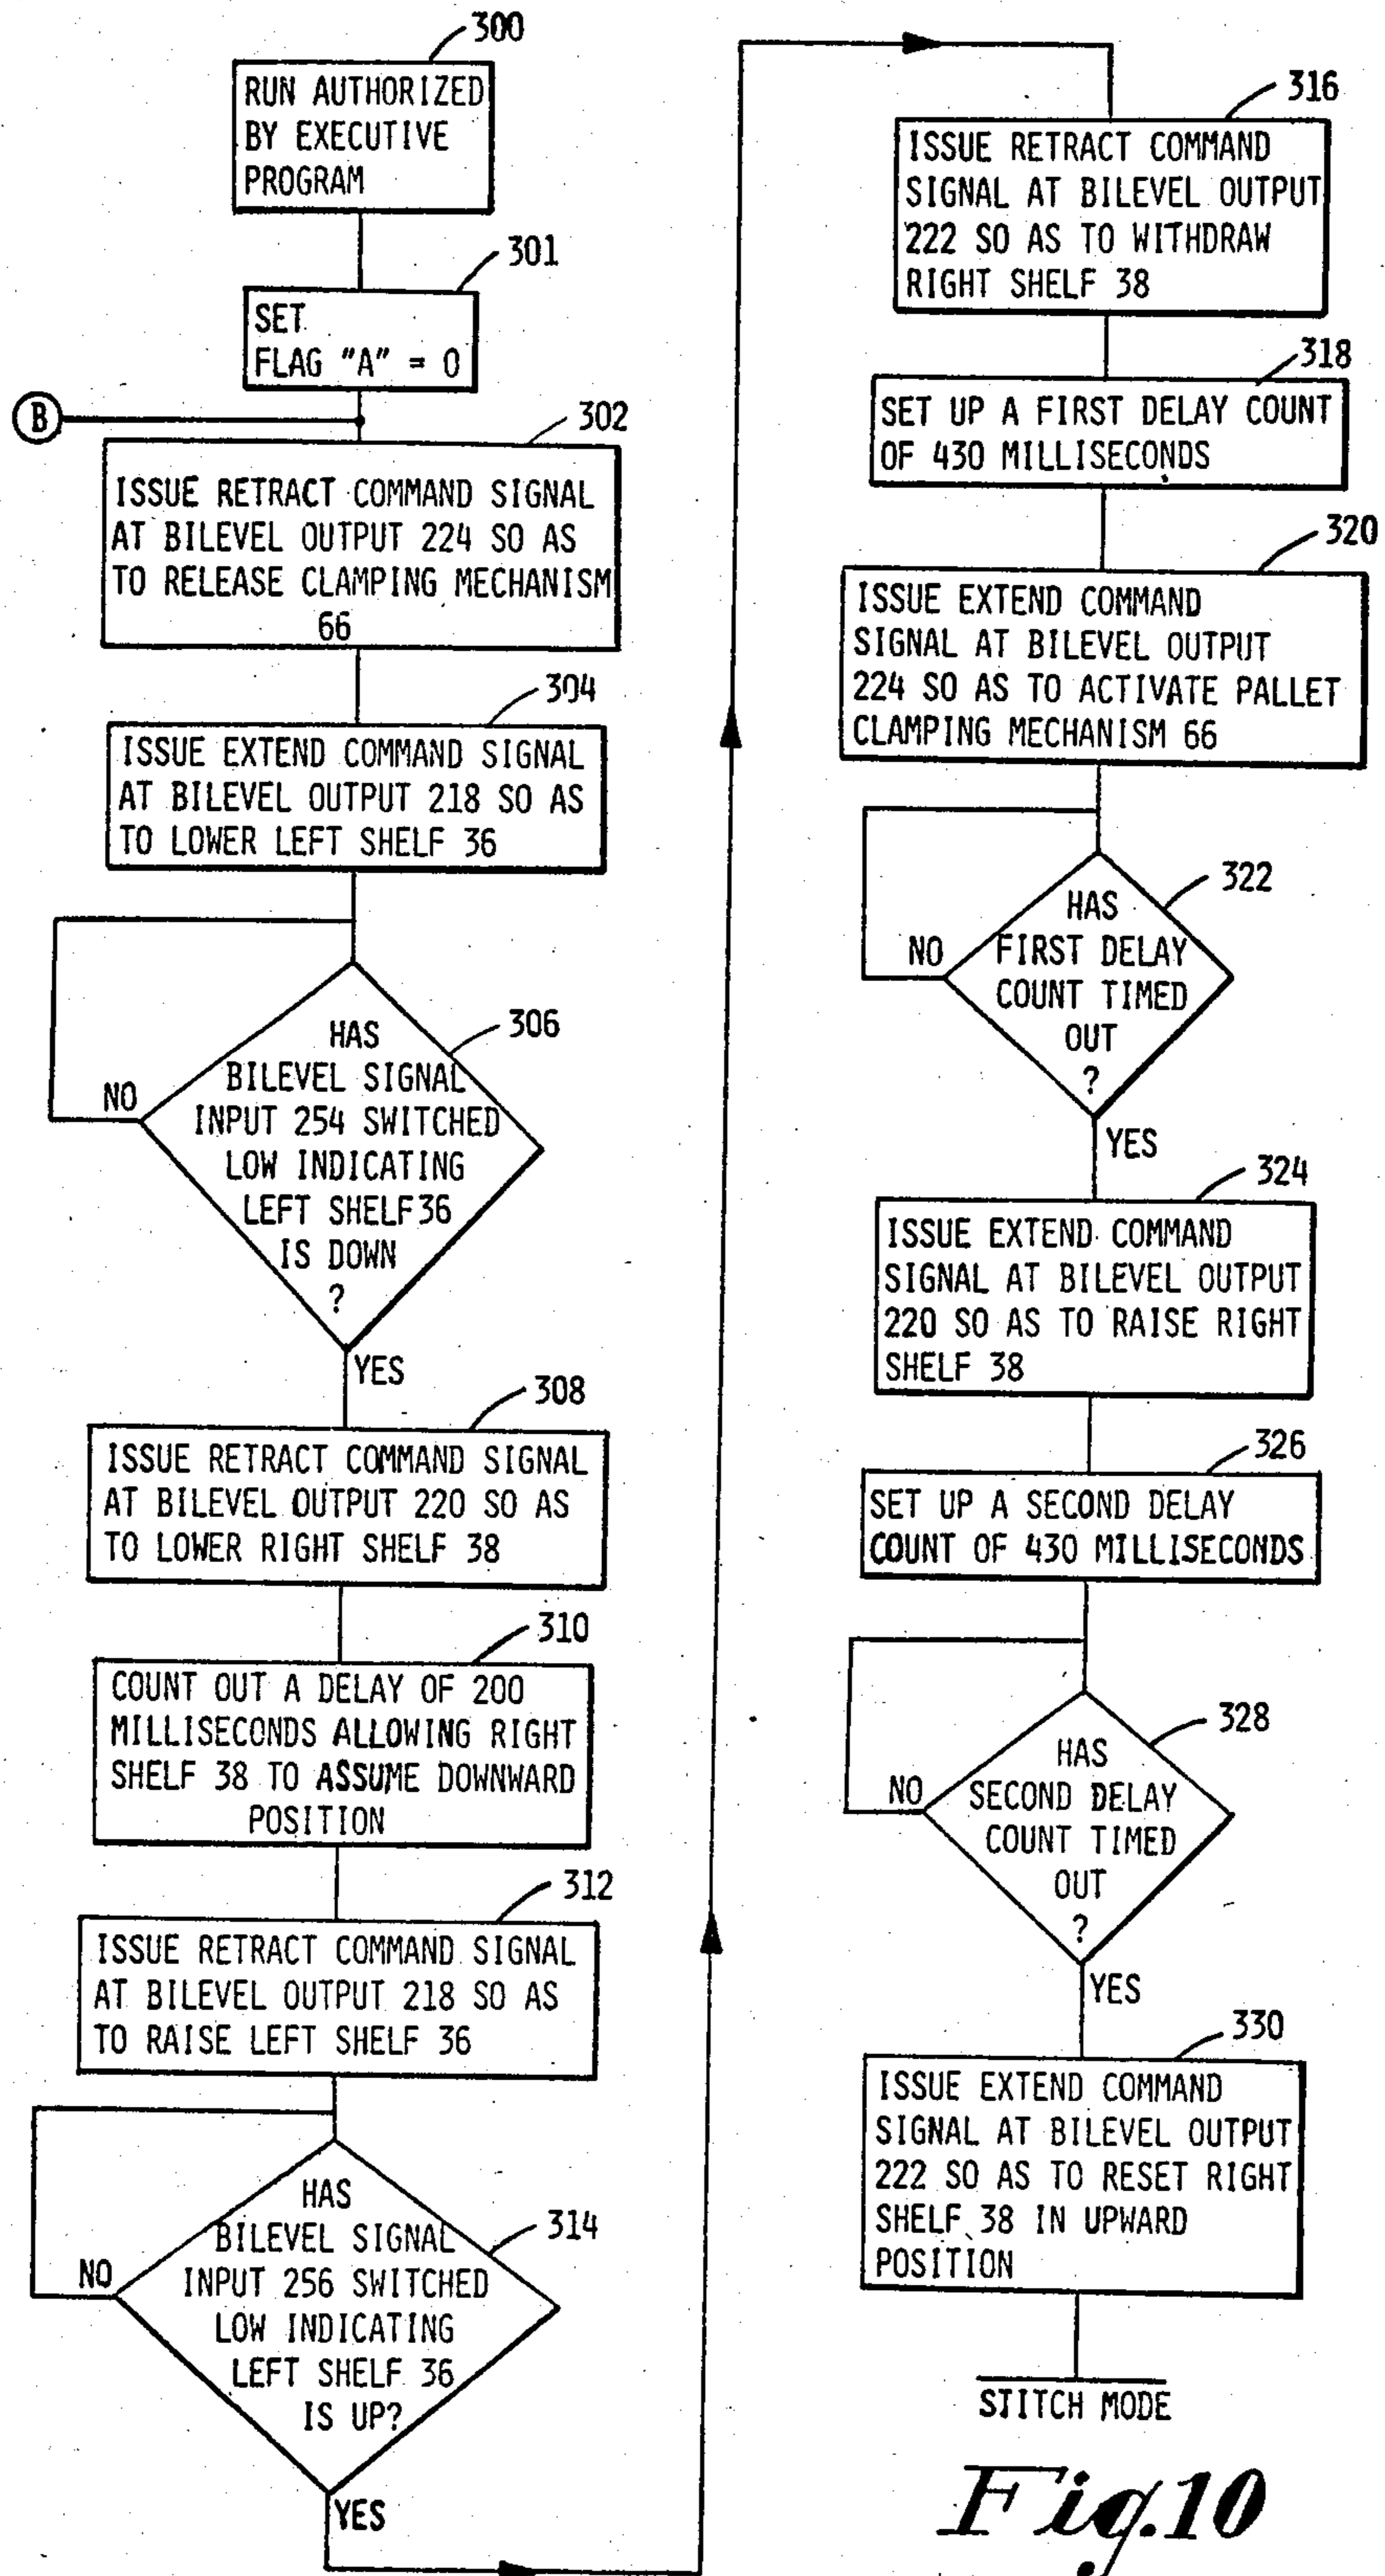 300
RUN AUTHORIZED
BY EXECUTIVE
PROGRAM
301
SET
FLAG "A" = 0
B
302
ISSUE RETRACT COMMAND SIGNAL
AT BILEVEL OUTPUT 224 SO AS
TO RELEASE CLAMPING MECHANISM
66
304
ISSUE EXTEND COMMAND SIGNAL
AT BILEVEL OUTPUT 218 SO AS
TO LOWER LEFT SHELF 36
306
HAS
BILEVEL SIGNAL
INPUT 254 SWITCHED
LOW INDICATING
LEFT SHELF 36
IS DOWN
?
NO
YES
308
ISSUE RETRACT COMMAND SIGNAL
AT BILEVEL OUTPUT 220 SO AS
TO LOWER RIGHT SHELF 38
310
COUNT OUT A DELAY OF 200
MILLISECONDS ALLOWING RIGHT
SHELF 38 TO ASSUME DOWNWARD
POSITION
312
ISSUE RETRACT COMMAND SIGNAL
AT BILEVEL OUTPUT 218 SO AS
TO RAISE LEFT SHELF 36
314
HAS
BILEVEL SIGNAL
INPUT 256 SWITCHED
LOW INDICATING
LEFT SHELF 36
IS UP?
NO
YES
316
ISSUE RETRACT COMMAND
SIGNAL AT BILEVEL OUTPUT
222 SO AS TO WITHDRAW
RIGHT SHELF 38
318
SET UP A FIRST DELAY COUNT
OF 430 MILLISECONDS
320
ISSUE EXTEND COMMAND
SIGNAL AT BILEVEL OUTPUT
224 SO AS TO ACTIVATE PALLET
CLAMPING MECHANISM 66
322
HAS
FIRST DELAY
COUNT TIMED
OUT
?
NO
YES
324
ISSUE EXTEND COMMAND
SIGNAL AT BILEVEL OUTPUT
220 SO AS TO RAISE RIGHT
SHELF 38
326
SET UP A SECOND DELAY
COUNT OF 430 MILLISECONDS
328
HAS
SECOND DELAY
COUNT TIMED
OUT
?
NO
YES
330
ISSUE EXTEND COMMAND
SIGNAL AT BILEVEL OUTPUT
222 SO AS TO RESET RIGHT
SHELF 38 IN UPWARD
POSITION
STITCH MODE
Fig.10